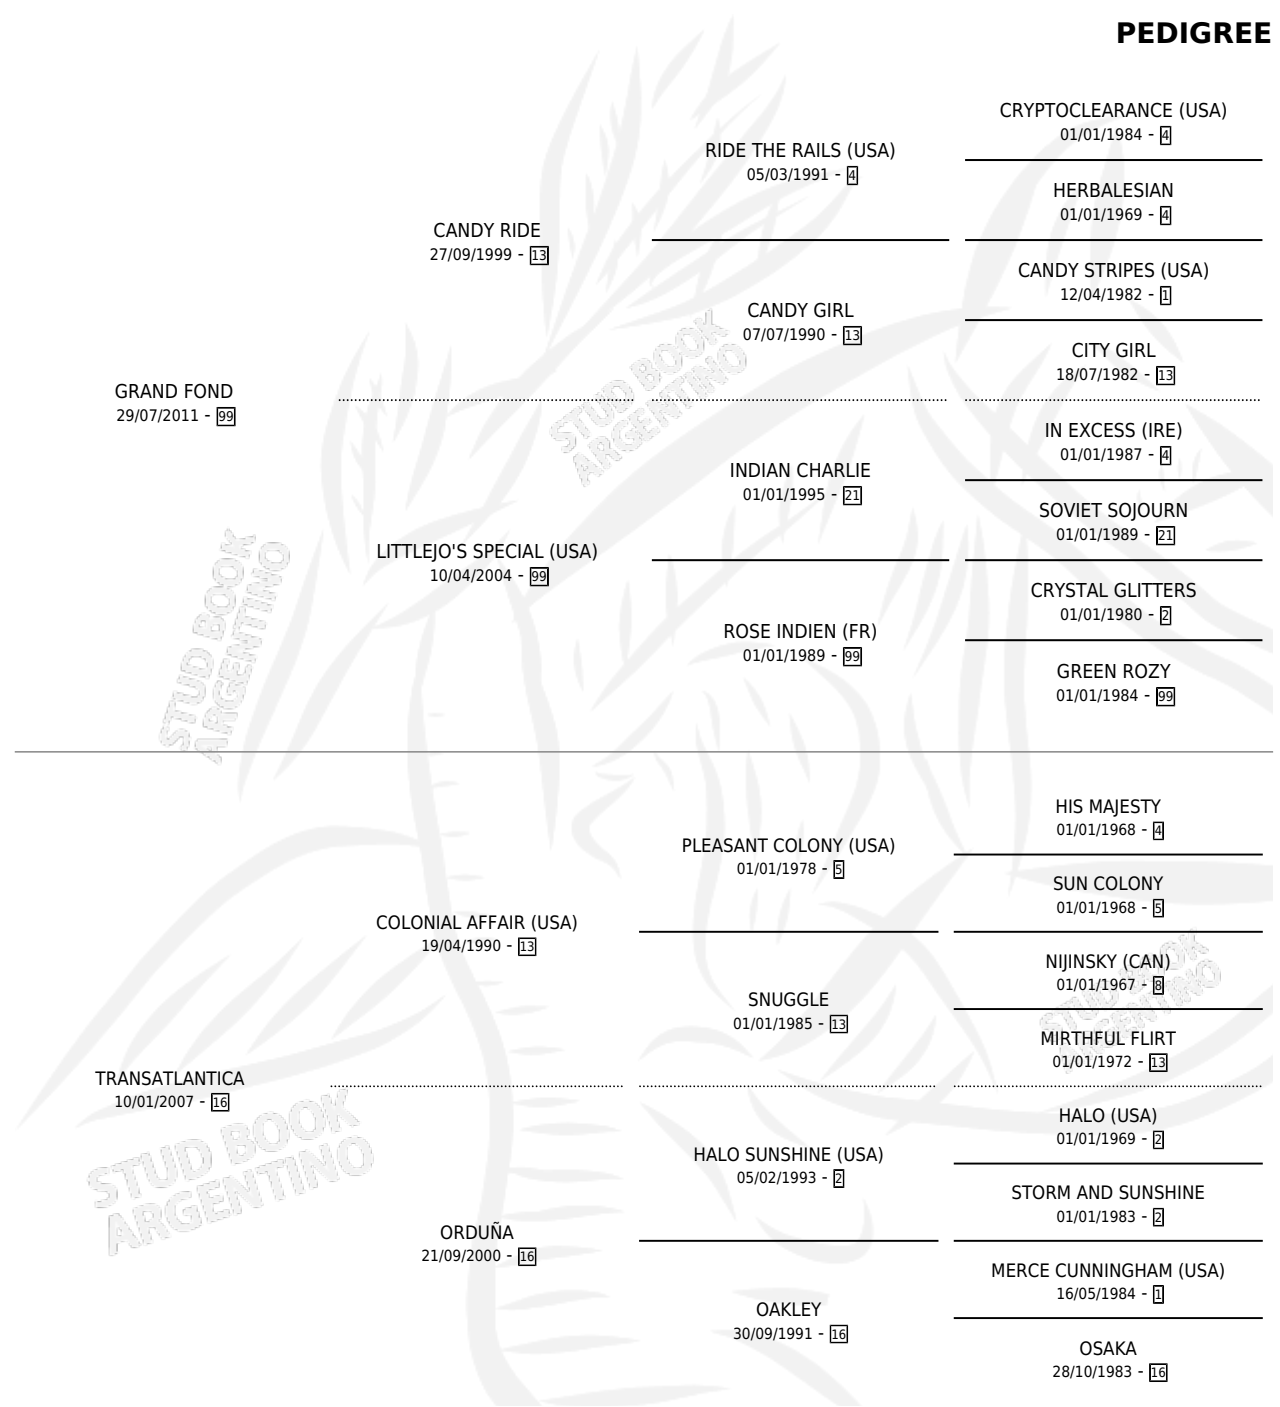 PEDIGREE
CRYPTOCLEARANCE (USA)
01/01/1984 - 4
RIDE THE RAILS (USA)
05/03/1991 - 4
HERBALESIAN
01/01/1969 - 4
CANDY RIDE
27/09/1999 - 13
CANDY STRIPES (USA)
12/04/1982 - 1
CANDY GIRL
07/07/1990 - 13
CITY GIRL
18/07/1982 - 13
GRAND FOND
29/07/2011 - 99
IN EXCESS (IRE)
01/01/1987 - 4
INDIAN CHARLIE
01/01/1995 - 21
SOVIET SOJOURN
01/01/1989 - 21
LITTLEJO'S SPECIAL (USA)
10/04/2004 - 99
CRYSTAL GLITTERS
01/01/1980 - 2
ROSE INDIEN (FR)
01/01/1989 - 99
GREEN ROZY
01/01/1984 - 99
HIS MAJESTY
01/01/1968 - 4
PLEASANT COLONY (USA)
01/01/1978 - 5
SUN COLONY
01/01/1968 - 5
COLONIAL AFFAIR (USA)
19/04/1990 - 13
NIJINSKY (CAN)
01/01/1967 - 8
SNUGGLE
01/01/1985 - 13
MIRTHFUL FLIRT
01/01/1972 - 13
TRANSATLANTICA
10/01/2007 - 16
HALO (USA)
01/01/1969 - 2
HALO SUNSHINE (USA)
05/02/1993 - 2
STORM AND SUNSHINE
01/01/1983 - 2
ORDUÑA
21/09/2000 - 16
MERCE CUNNINGHAM (USA)
16/05/1984 - 1
OAKLEY
30/09/1991 - 16
OSAKA
28/10/1983 - 16
STUD BOOK
ARGENTINO
STUD BOOK
ARGENTINO
STUD BOOK
ARGENTINO
STUD BOOK
ARGENTINO